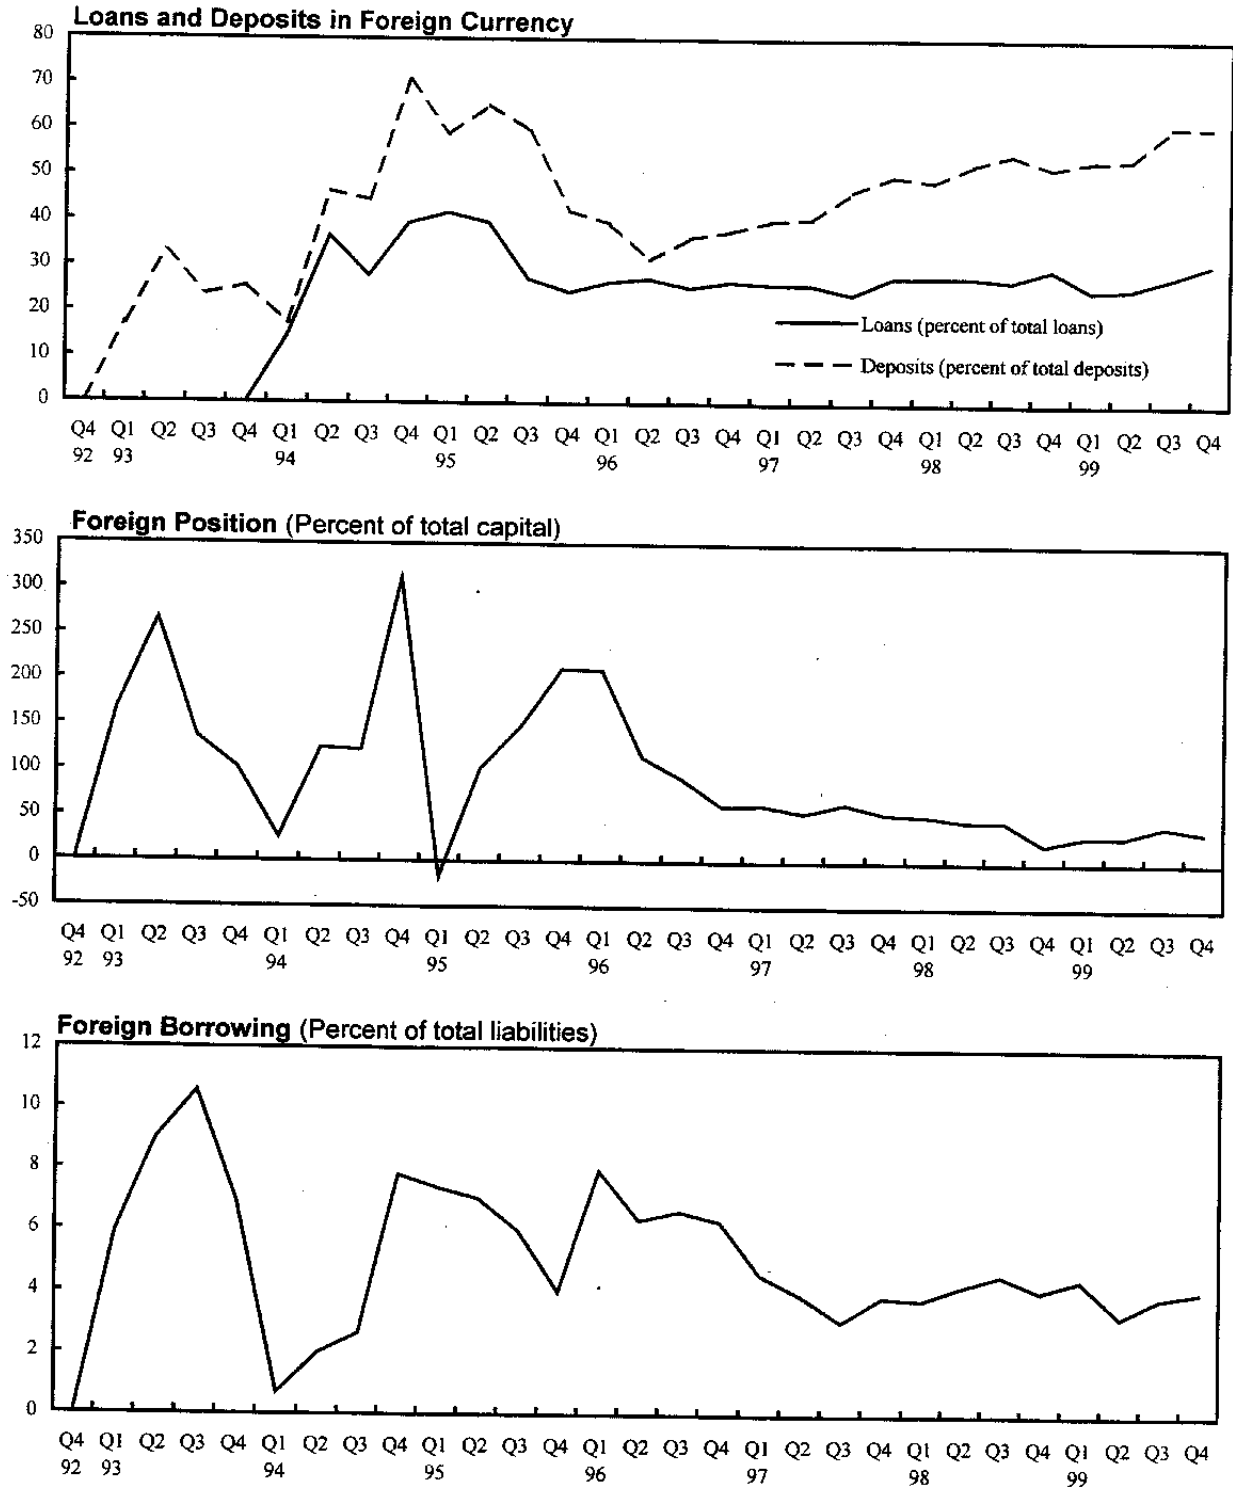 Loans and Deposits in Foreign Currency
80
70
60
50
40
30
20
10
0
Loans (percent of total loans)
Deposits (percent of total deposits)
Q4 Q1 Q2 Q3 Q4 Q1 Q2 Q3 Q4 Q1 Q2 Q3 Q4 Q1 Q2 Q3 Q4 Q1 Q2 Q3 Q4 Q1 Q2 Q3 Q4 Q1 Q2 Q3 Q4
92 93 94 95 96 97 98 99
Foreign Position (Percent of total capital)
350
300
250
200
150
100
50
0
-50
Q4 Q1 Q2 Q3 Q4 Q1 Q2 Q3 Q4 Q1 Q2 Q3 Q4 Q1 Q2 Q3 Q4 Q1 Q2 Q3 Q4 Q1 Q2 Q3 Q4 Q1 Q2 Q3 Q4
92 93 94 95 96 97 98 99
Foreign Borrowing (Percent of total liabilities)
12
10
8
6
4
2
0
Q4 Q1 Q2 Q3 Q4 Q1 Q2 Q3 Q4 Q1 Q2 Q3 Q4 Q1 Q2 Q3 Q4 Q1 Q2 Q3 Q4 Q1 Q2 Q3 Q4 Q1 Q2 Q3 Q4
92 93 94 95 96 97 98 99